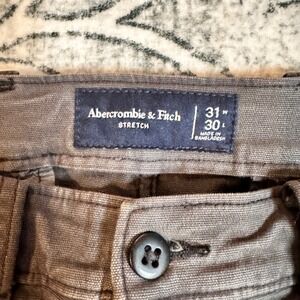 Abercrombie & Fitch
STRETCH
31 W
30 L
MADE IN
BANGLADESH